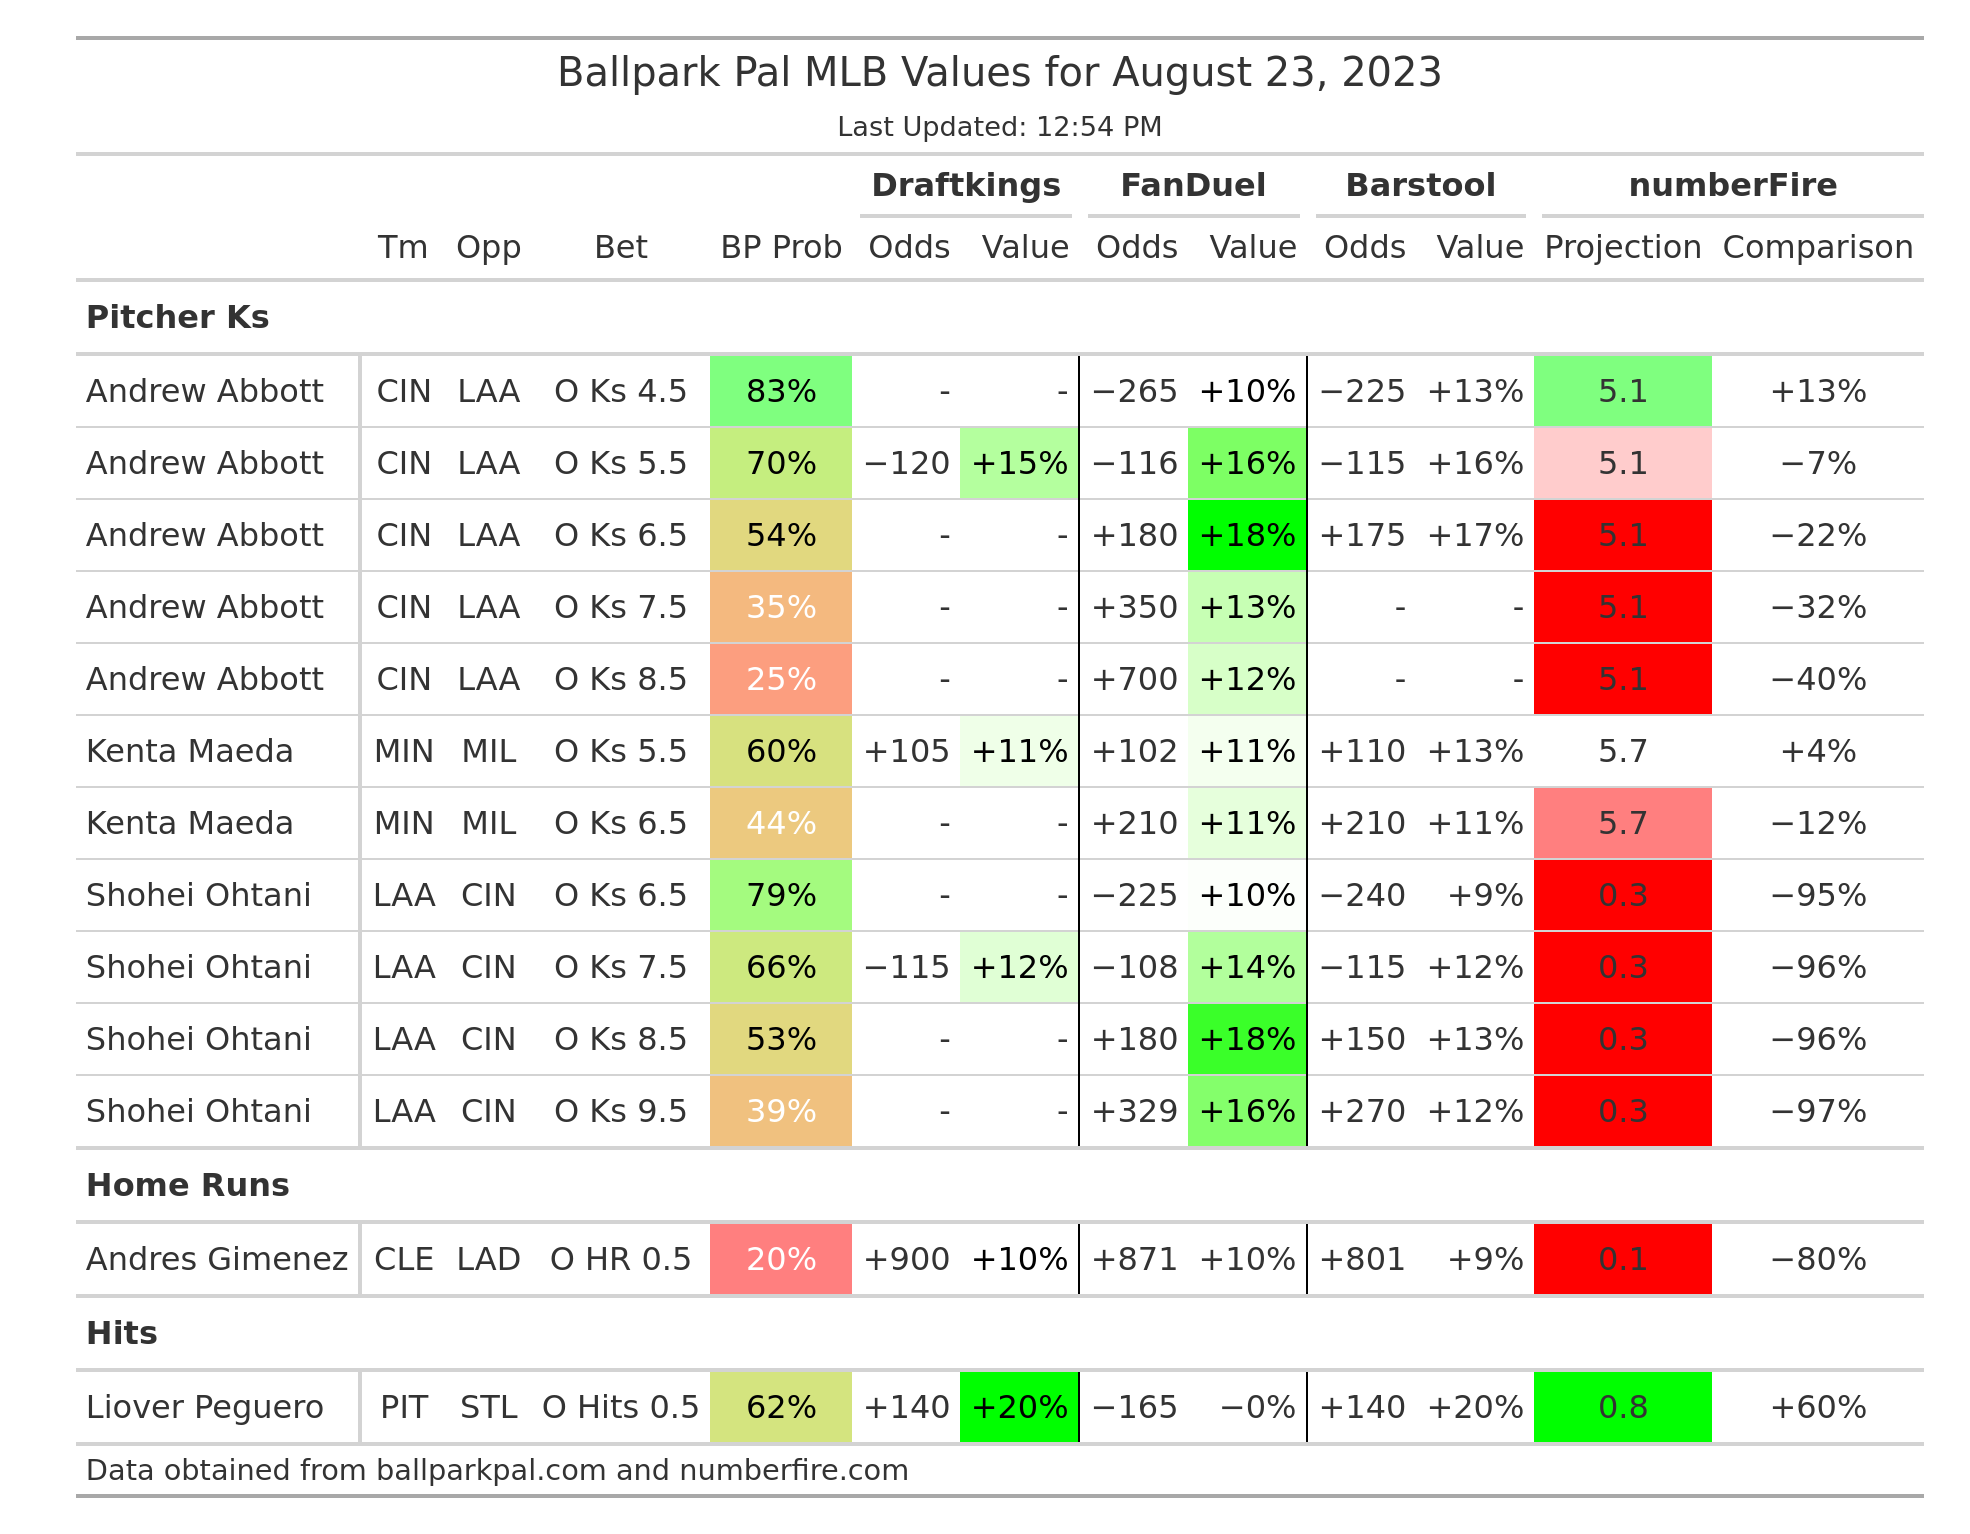 Ballpark Pal MLB Values for August 23, 2023
Last Updated: 12:54 PM
Draftkings FanDuel Barstool numberFire
Tm Opp Bet BP Prob Odds Value Odds Value Odds Value Projection Comparison
Pitcher Ks
Andrew Abbott CIN LAA O Ks 4.5 83% - - −265 +10% −225 +13% 5.1 +13%
Andrew Abbott CIN LAA O Ks 5.5 70% −120 +15% −116 +16% −115 +16% 5.1 −7%
Andrew Abbott CIN LAA O Ks 6.5 54% - - +180 +18% +175 +17% 5.1 −22%
Andrew Abbott CIN LAA O Ks 7.5 35% - - +350 +13% - - 5.1 −32%
Andrew Abbott CIN LAA O Ks 8.5 25% - - +700 +12% - - 5.1 −40%
Kenta Maeda MIN MIL O Ks 5.5 60% +105 +11% +102 +11% +110 +13% 5.7 +4%
Kenta Maeda MIN MIL O Ks 6.5 44% - - +210 +11% +210 +11% 5.7 −12%
Shohei Ohtani LAA CIN O Ks 6.5 79% - - −225 +10% −240 +9% 0.3 −95%
Shohei Ohtani LAA CIN O Ks 7.5 66% −115 +12% −108 +14% −115 +12% 0.3 −96%
Shohei Ohtani LAA CIN O Ks 8.5 53% - - +180 +18% +150 +13% 0.3 −96%
Shohei Ohtani LAA CIN O Ks 9.5 39% - - +329 +16% +270 +12% 0.3 −97%
Home Runs
Andres Gimenez CLE LAD O HR 0.5 20% +900 +10% +871 +10% +801 +9% 0.1 −80%
Hits
Liover Peguero PIT STL O Hits 0.5 62% +140 +20% −165 −0% +140 +20% 0.8 +60%
Data obtained from ballparkpal.com and numberfire.com